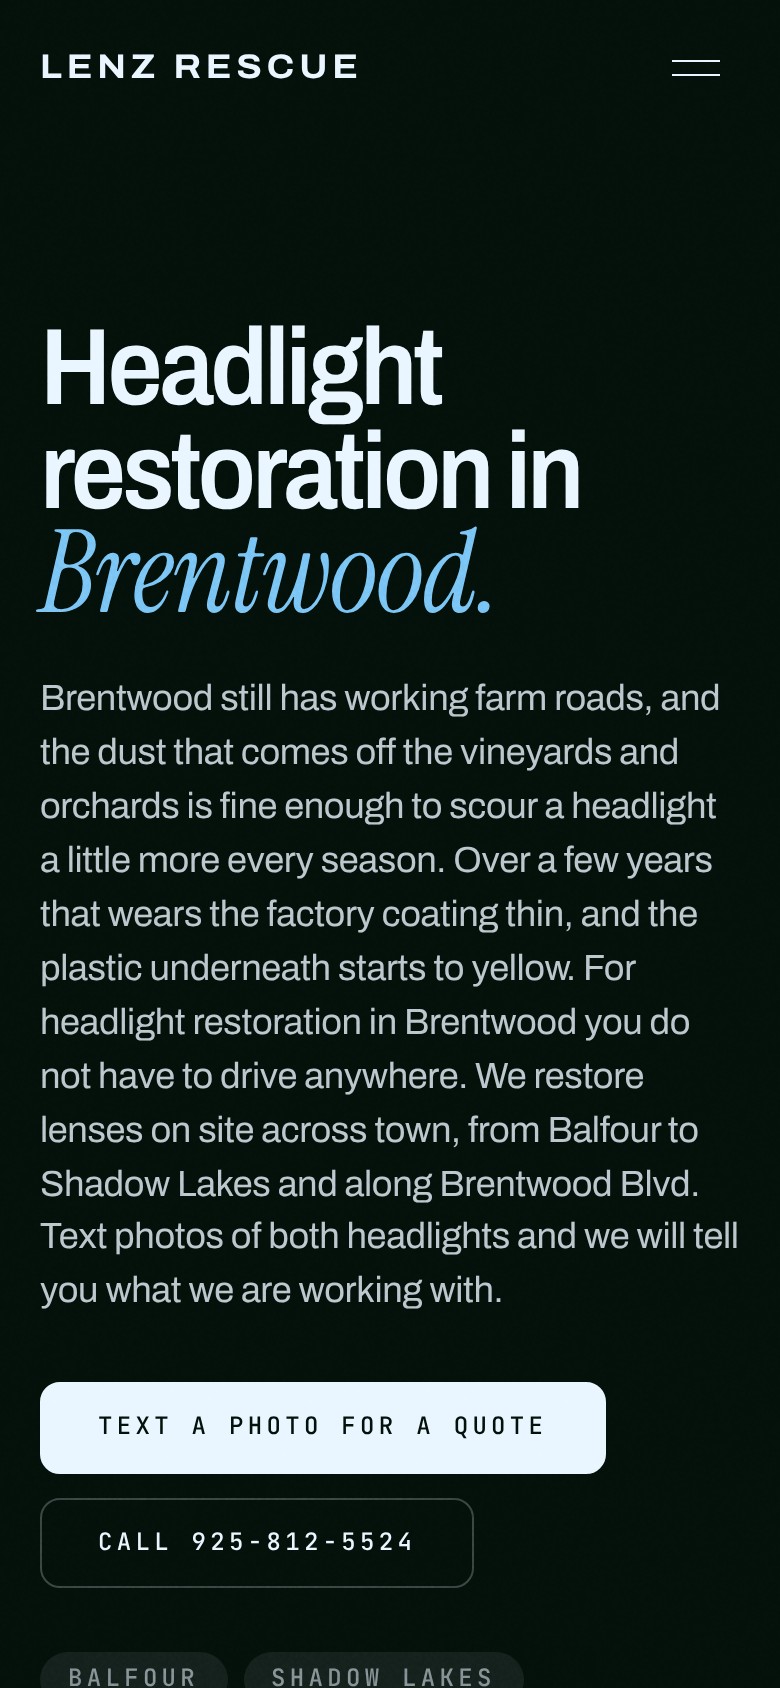 LENZ RESCUE
Headlight
restoration in
Brentwood.
Brentwood still has working farm roads, and
the dust that comes off the vineyards and
orchards is fine enough to scour a headlight
a little more every season. Over a few years
that wears the factory coating thin, and the
plastic underneath starts to yellow. For
headlight restoration in Brentwood you do
not have to drive anywhere. We restore
lenses on site across town, from Balfour to
Shadow Lakes and along Brentwood Blvd.
Text photos of both headlights and we will tell
you what we are working with.
TEXT A PHOTO FOR A QUOTE
CALL 925-812-5524
BALFOUR SHADOW LAKES